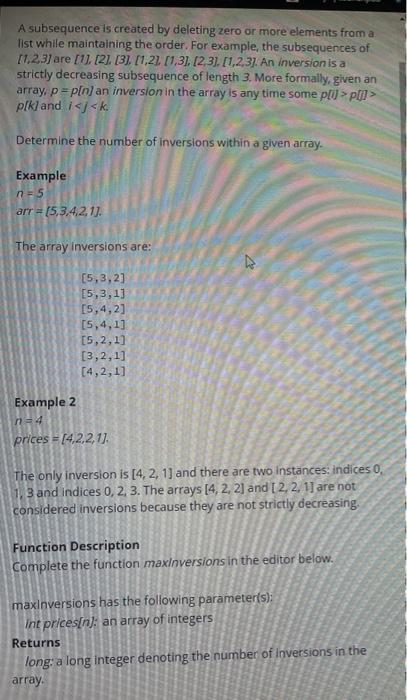 A subsequence is created by deleting zero or more elements from a
list while maintaining the order. For example, the subsequences of
[1,2,3] are [1], [2], [3], [1,2], [1,3], [2,3], [1,2,3]. An inversion is a
strictly decreasing subsequence of length 3. More formally, given an
array, p = p[n] an inversion in the array is any time some p[i] > p[j] >
p[k] and i < j < k.
Determine the number of inversions within a given array.
Example
n = 5
arr = [5,3,4,2,1].
The array inversions are:
[5,3,2]
[5,3,1]
[5,4,2]
[5,4,1]
[5,2,1]
[3,2,1]
[4,2,1]
Example 2
n = 4
prices = [4,2,2,1].
The only inversion is [4, 2, 1] and there are two instances: indices 0,
1, 3 and indices 0, 2, 3. The arrays [4, 2, 2] and [ 2, 2, 1] are not
considered inversions because they are not strictly decreasing.
Function Description
Complete the function maxInversions in the editor below.
maxInversions has the following parameter(s):
int prices[n]: an array of integers
Returns
long: a long integer denoting the number of inversions in the
array.